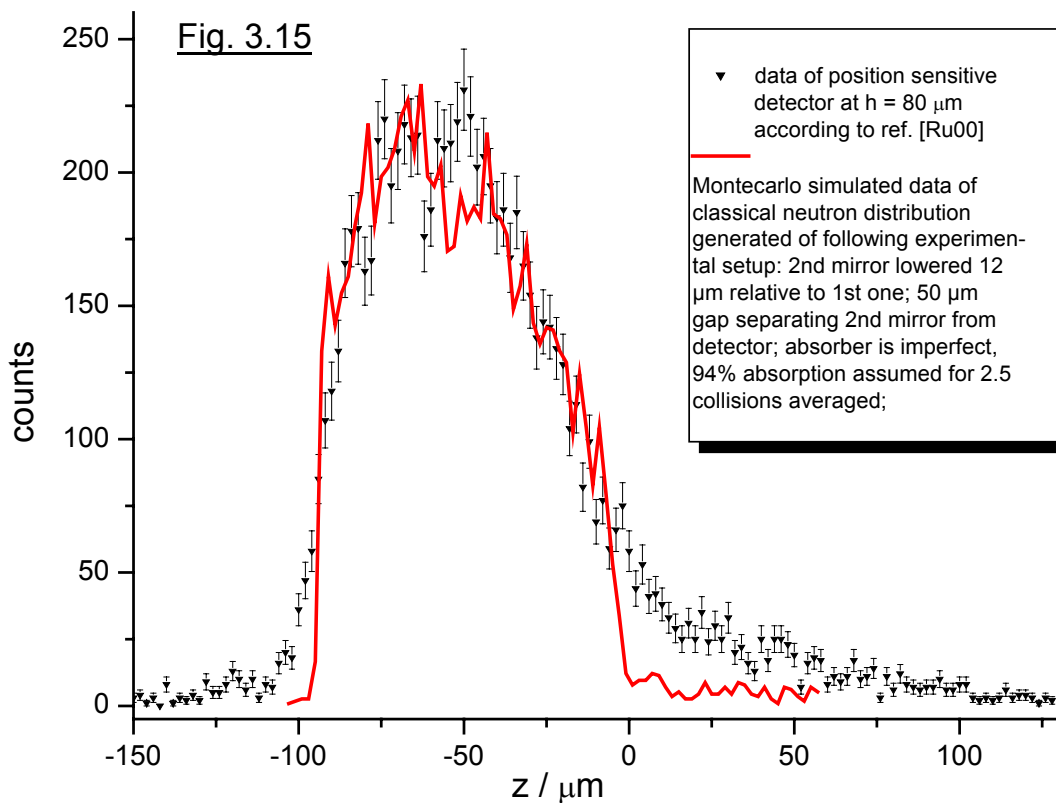 Fig. 3.15
250
200
150
100
50
0
counts
-150
-100
-50
0
50
100
z / μm
data of position sensitive
detector at h = 80 μm
according to ref. [Ru00]
Montecarlo simulated data of
classical neutron distribution
generated of following experimen-
tal setup: 2nd mirror lowered 12
µm relative to 1st one; 50 µm
gap separating 2nd mirror from
detector; absorber is imperfect,
94% absorption assumed for 2.5
collisions averaged;